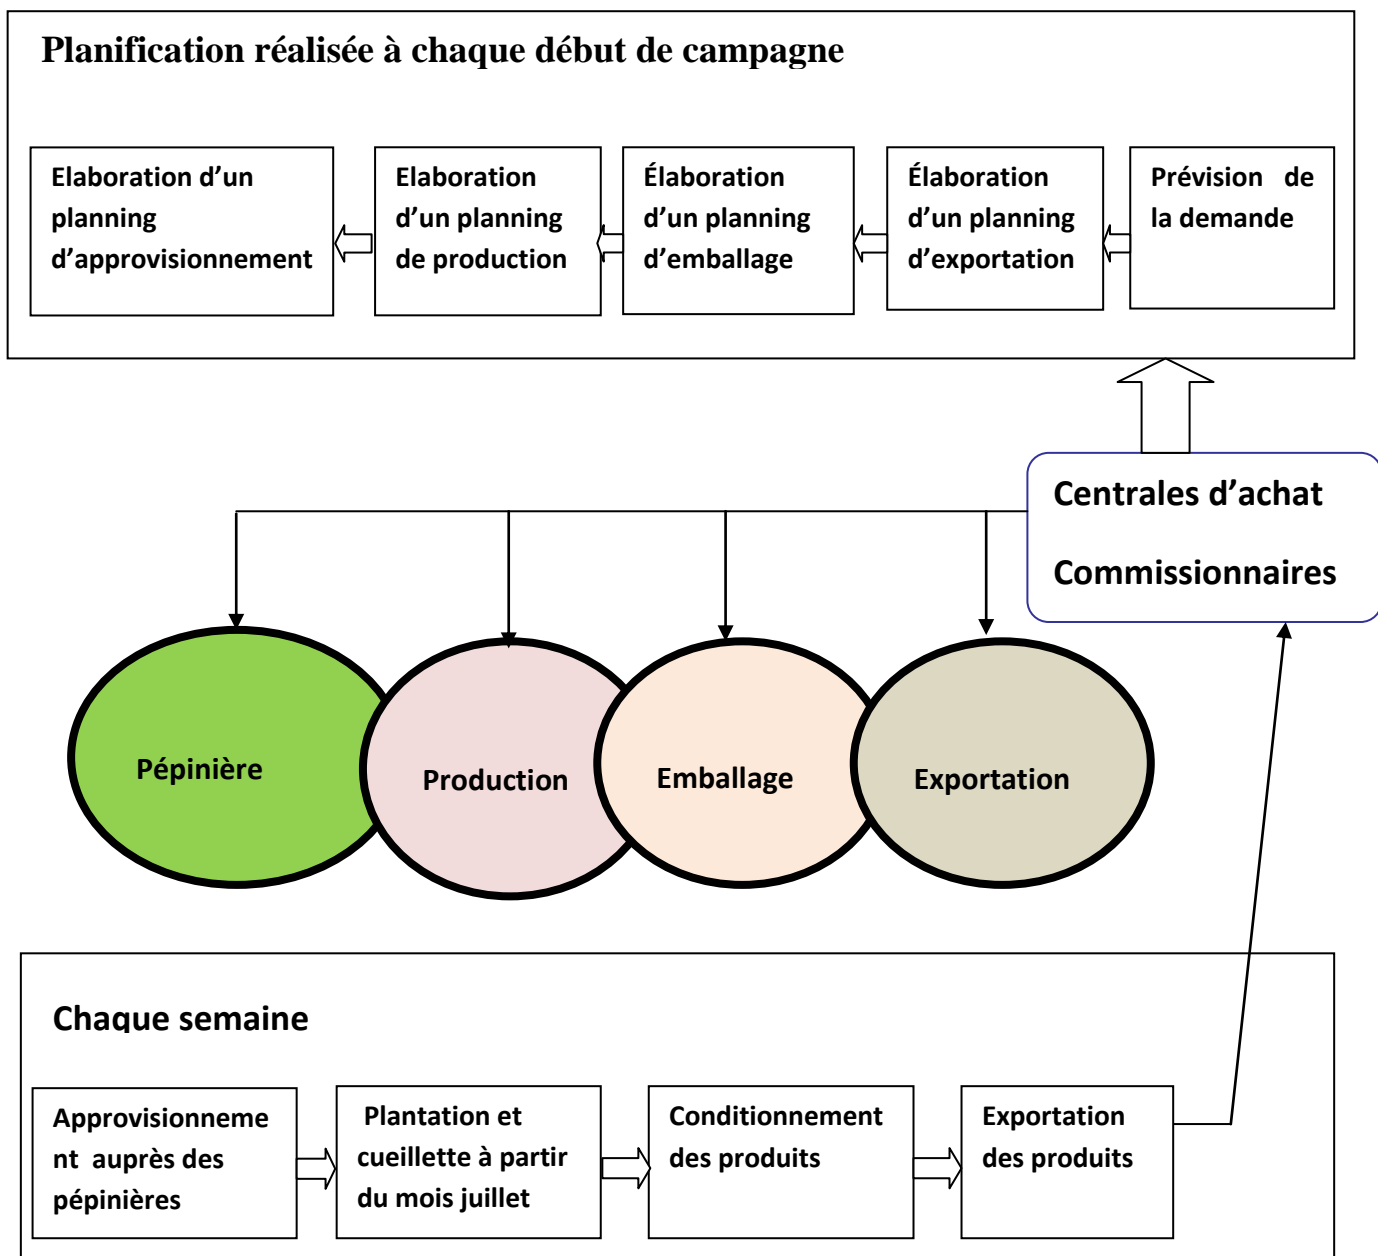 Planification réalisée à chaque début de campagne
Elaboration d’un
planning
d’approvisionnement
Elaboration
d’un planning
de production
Élaboration
d’un planning
d’emballage
Élaboration
d’un planning
d’exportation
Prévision de
la demande
Centrales d’achat
Commissionnaires
Pépinière
Production
Emballage
Exportation
Chaque semaine
Approvisionneme
nt auprès des
pépinières
Plantation et
cueillette à partir
du mois juillet
Conditionnement
des produits
Exportation
des produits